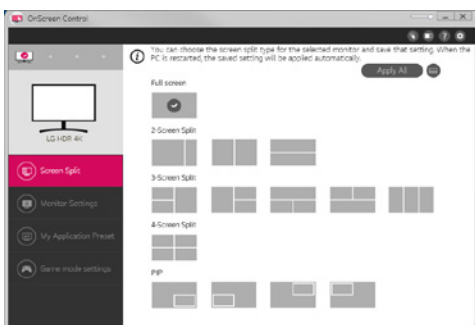 OnScreen Control
You can choose the screen split type for the selected monitor and save that setting. When the
PC is restarted, the saved setting will be applied automatically.
Apply All
Full screen
LG HDR 4K
2-Screen Split
Screen Split
3-Screen Split
Monitor Settings
My Application Preset
4-Screen Split
Game mode settings
PIP